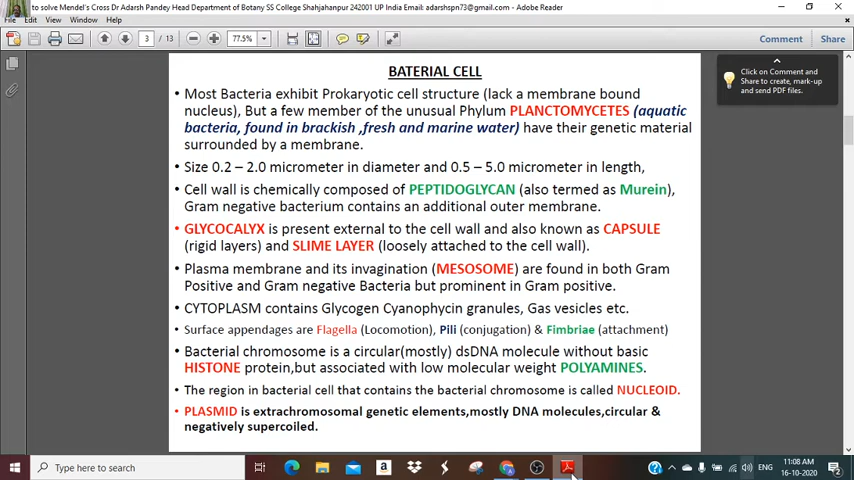 to solve Mendel's Cross Dr Adarsh Pandey Head Department of Botany SS College Shahjahanpur 242001 UP India Email: adarshspn73@gmail.com - Adobe Reader
File Edit View Window Help
3 / 13 77.5% Comment Share
BATERIAL CELL
• Most Bacteria exhibit Prokaryotic cell structure (lack a membrane bound
nucleus), But a few member of the unusual Phylum PLANCTOMYCETES (aquatic
bacteria, found in brackish ,fresh and marine water) have their genetic material
surrounded by a membrane.
• Size 0.2 – 2.0 micrometer in diameter and 0.5 – 5.0 micrometer in length,
• Cell wall is chemically composed of PEPTIDOGLYCAN (also termed as Murein),
Gram negative bacterium contains an additional outer membrane.
• GLYCOCALYX is present external to the cell wall and also known as CAPSULE
(rigid layers) and SLIME LAYER (loosely attached to the cell wall).
• Plasma membrane and its invagination (MESOSOME) are found in both Gram
Positive and Gram negative Bacteria but prominent in Gram positive.
• CYTOPLASM contains Glycogen Cyanophycin granules, Gas vesicles etc.
• Surface appendages are Flagella (Locomotion), Pili (conjugation) & Fimbriae (attachment)
• Bacterial chromosome is a circular(mostly) dsDNA molecule without basic
HISTONE protein,but associated with low molecular weight POLYAMINES.
• The region in bacterial cell that contains the bacterial chromosome is called NUCLEOID.
• PLASMID is extrachromosomal genetic elements,mostly DNA molecules,circular &
negatively supercoiled.
Click on Comment and
Share to create, mark-up
and send PDF files.
Type here to search
ENG
11:08 AM
16-10-2020
2